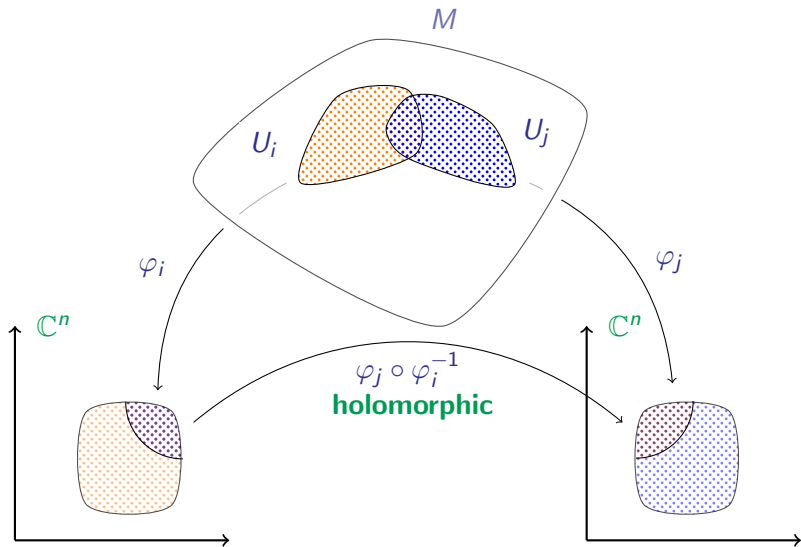 M
U_i
U_j
φ_i
φ_j
ℂ^n
ℂ^n
φ_j ∘ φ_i^{-1}
holomorphic